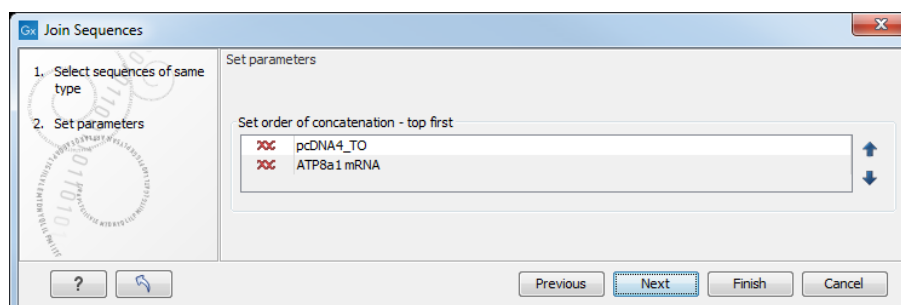 Gx Join Sequences
1. Select sequences of same
type
2. Set parameters
Set parameters
Set order of concatenation - top first
pcDNA4_TO
ATP8a1 mRNA
? Previous Next Finish Cancel